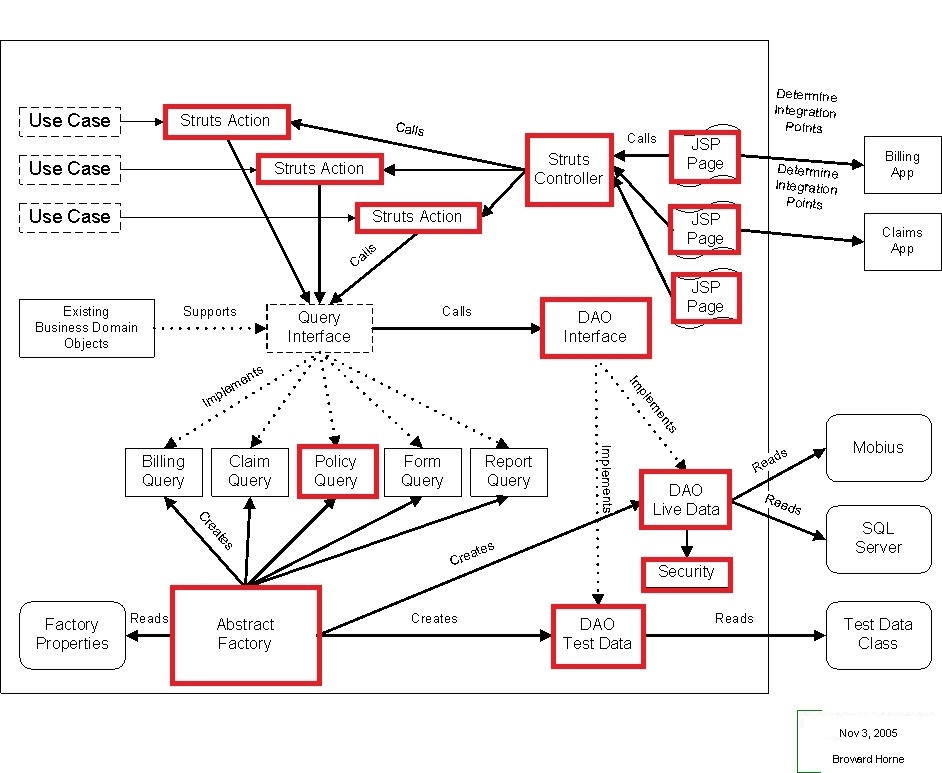 Determine
Integration
Points
Use Case
Struts Action
Calls
Struts
Controller
Calls
JSP
Page
Billing
App
Use Case
Struts Action
Determine
Integration
Points
Use Case
Struts Action
JSP
Page
Claims
App
Calls
JSP
Page
Existing
Business Domain
Objects
Supports
Query
Interface
Calls
DAO
Interface
Implements
Implements
Implements
Billing
Query
Claim
Query
Policy
Query
Form
Query
Report
Query
DAO
Live Data
Reads
Mobius
Reads
SQL
Server
Creates
Creates
Security
Factory
Properties
Reads
Abstract
Factory
Creates
DAO
Test Data
Reads
Test Data
Class
Nov 3, 2005
Broward Horne